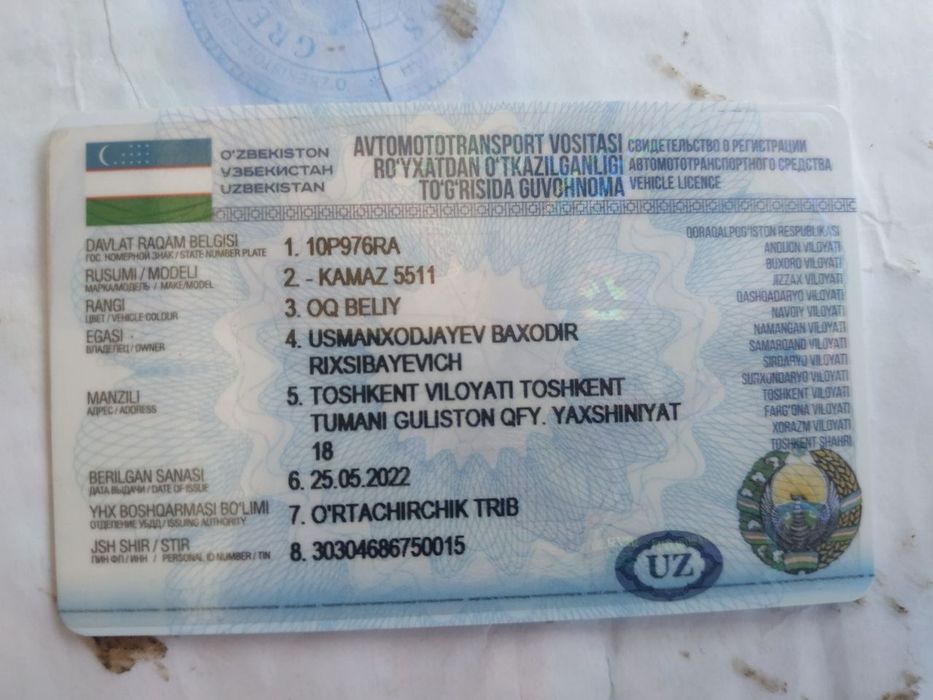 O'ZBEKISTON
УЗБЕКИСТАН
UZBEKISTAN
AVTOMOTOTRANSPORT VOSITASI
RO'YXATDAN O'TKAZILGANLIGI
TO'G'RISIDA GUVOHNOMA
СВИДЕТЕЛЬСТВО О РЕГИСТРАЦИИ
АВТОМОТОТРАНСПОРТНОГО СРЕДСТВА
VEHICLE LICENCE
DAVLAT RAQAM BELGISI 1. 10P976RA
ГОС. НОМЕРНОЙ ЗНАК / STATE NUMBER PLATE
RUSUMI / MODELI 2. - KAMAZ 5511
МАРКА/МОДЕЛЬ / MAKE/MODEL
RANGI 3. OQ BELIY
ЦВЕТ / VEHICLE COLOUR
EGASI 4. USMANXODJAYEV BAXODIR
ВЛАДЕЛЕЦ / OWNER
RIXSIBAYEVICH
MANZILI 5. TOSHKENT VILOYATI TOSHKENT
АДРЕС / ADDRESS
TUMANI GULISTON QFY. YAXSHINIYAT
18
BERILGAN SANASI 6. 25.05.2022
ДАТА ВЫДАЧИ / DATE OF ISSUE
YHX BOSHQARMASI BO'LIMI 7. O'RTACHIRCHIK TRIB
ОТДЕЛЕНИЕ УБДД / ISSUING AUTHORITY
JSH SHIR / STIR 8. 30304686750015
ПИН ФЛ / ИНН / PERSONAL ID NUMBER / TIN
QORAQALPOG'ISTON RESPUBLIKASI
ANDIJON VILOYATI
BUXORO VILOYATI
JIZZAX VILOYATI
QASHQADARYO VILOYATI
NAVOIY VILOYATI
NAMANGAN VILOYATI
SAMARQAND VILOYATI
SIRDARYO VILOYATI
SURXONDARYO VILOYATI
TOSHKENT VILOYATI
FARG'ONA VILOYATI
XORAZM VILOYATI
TOSHKENT SHAHRI
UZ